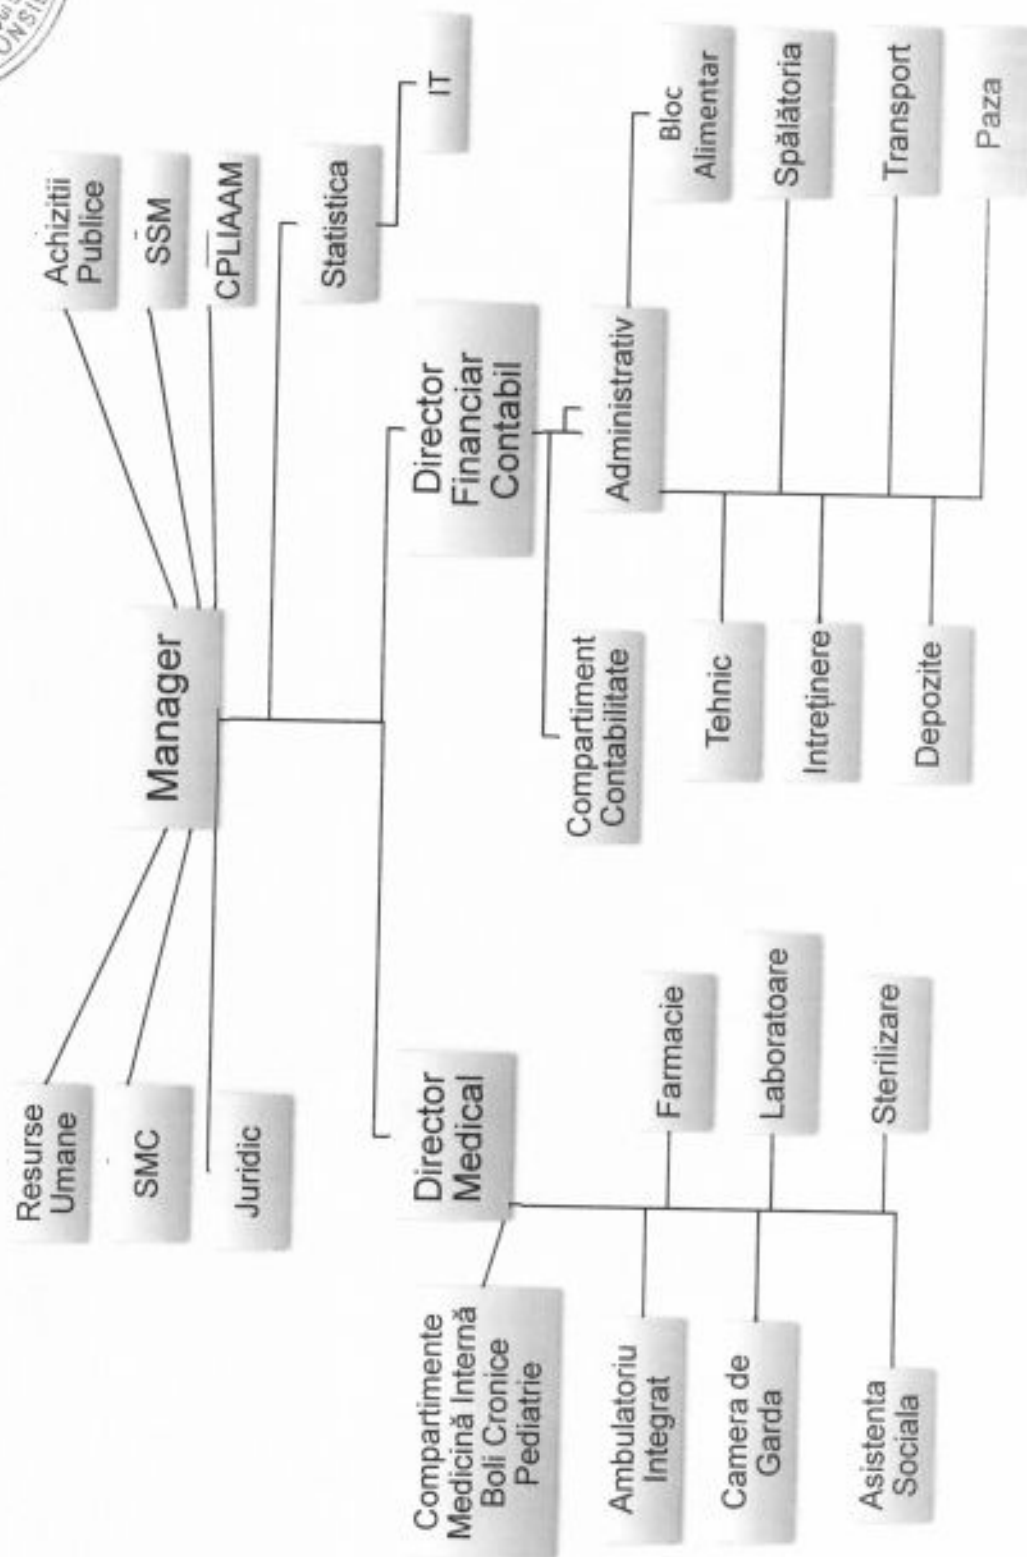 Manager
Resurse
Umane
SMC
Juridic
Achizitii
Publice
SSM
CPLIAAM
Statistica
IT
Director
Medical
Director
Financiar
Contabil
Compartimente
Medicină Internă
Boli Cronice
Pediatrie
Ambulatoriu
Integrat
Camera de
Garda
Asistenta
Sociala
Farmacie
Laboratoare
Sterilizare
Compartiment
Contabilitate
Administrativ
Tehnic
Intreținere
Depozite
Bloc
Alimentar
Spălătoria
Transport
Paza